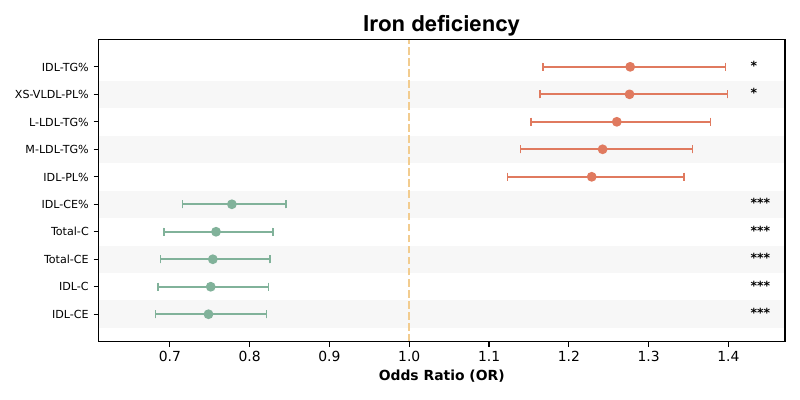 Iron deficiency
IDL-TG% *
XS-VLDL-PL% *
L-LDL-TG%
M-LDL-TG%
IDL-PL%
IDL-CE% ***
Total-C ***
Total-CE ***
IDL-C ***
IDL-CE ***
0.7 0.8 0.9 1.0 1.1 1.2 1.3 1.4
Odds Ratio (OR)